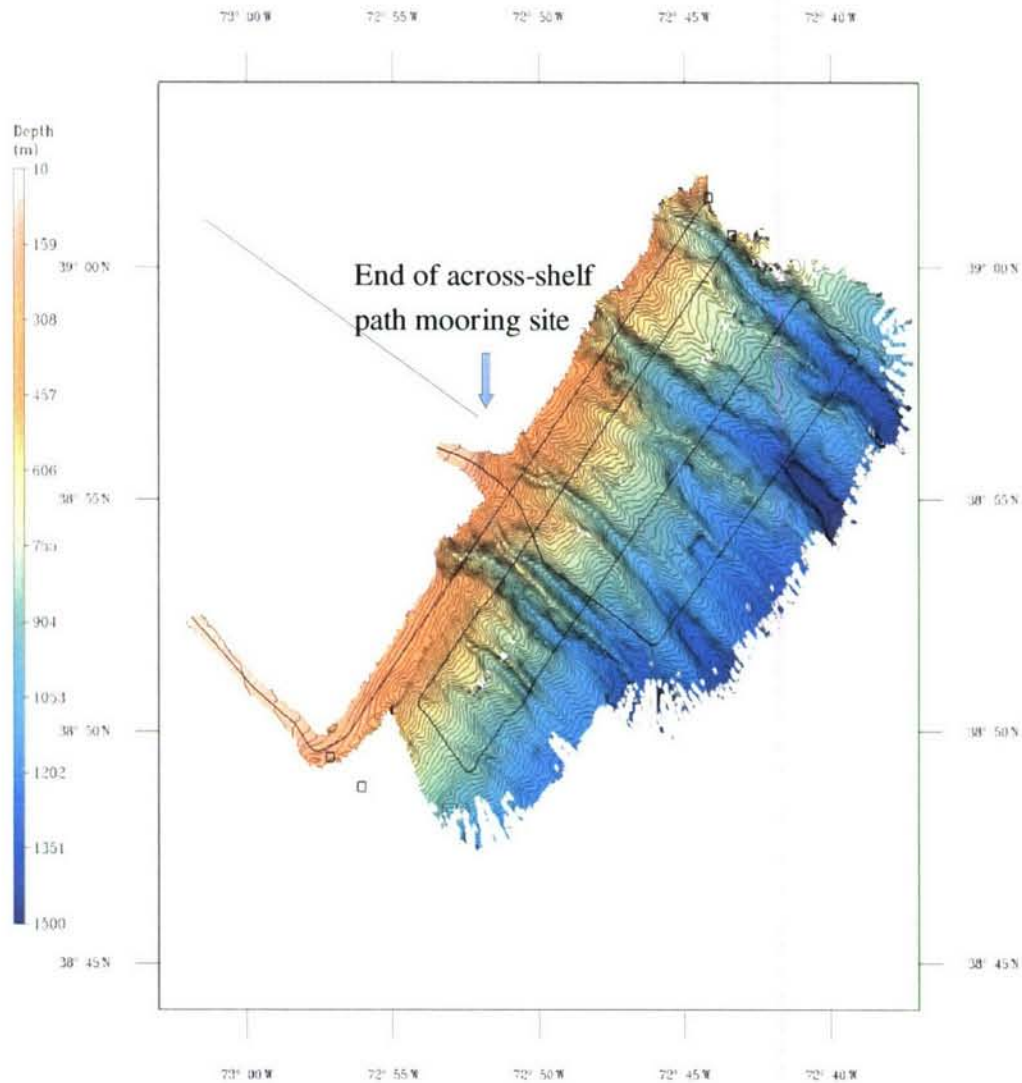 73° 00 W 72° 55 W 72° 50 W 72° 45 W 72° 40 W
Depth
(m)
10
159
308
457
606
755
904
1053
1202
1351
1500
39° 00 N
38° 55 N
38° 50 N
38° 45 N
End of across-shelf
path mooring site
39° 00 N
38° 55 N
38° 50 N
38° 45 N
73° 00 W 72° 55 W 72° 50 W 72° 45 W 72° 40 W